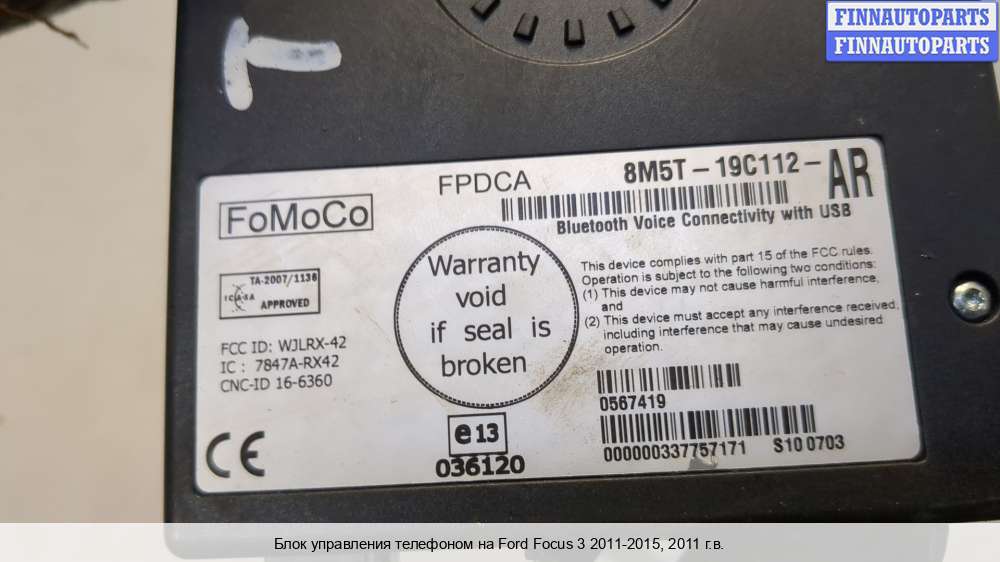 FINNAUTOPARTS
FINNAUTOPARTS
FPDCA
8M5T-19C112-AR
Bluetooth Voice Connectivity with USB
FoMoCo
TA-2007/1136
ICASA
APPROVED
FCC ID: WJLRX-42
IC : 7847A-RX42
CNC-ID 16-6360
CE
Warranty
void
if seal is
broken
e13
036120
This device complies with part 15 of the FCC rules.
Operation is subject to the following two conditions:
(1) This device may not cause harmful interference,
and
(2) This device must accept any interference received,
including interference that may cause undesired
operation.
0567419
000000337757171 S10 0703
Блок управления телефоном на Ford Focus 3 2011-2015, 2011 г.в.